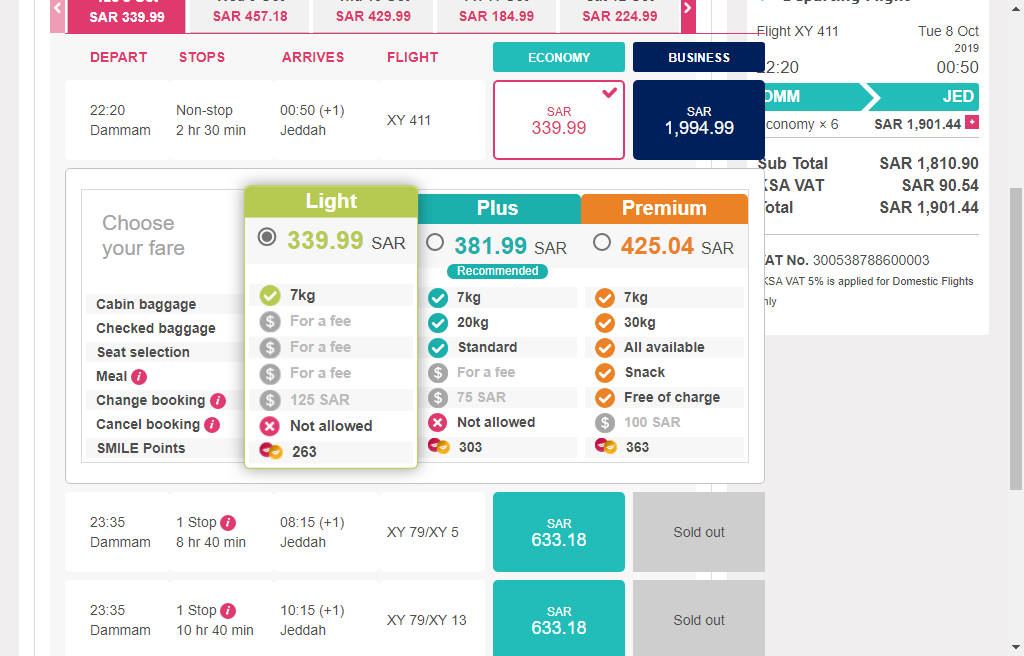 SAR 339.99
SAR 457.18
SAR 429.99
SAR 184.99
SAR 224.99
DEPART STOPS ARRIVES FLIGHT ECONOMY BUSINESS
22:20 Non-stop 00:50 (+1) XY 411 SAR SAR
Dammam 2 hr 30 min Jeddah 339.99 1,994.99
Choose
your fare
Light Plus Premium
339.99 SAR 381.99 SAR 425.04 SAR
Recommended
Cabin baggage 7kg 7kg 7kg
Checked baggage For a fee 20kg 30kg
Seat selection For a fee Standard All available
Meal For a fee For a fee Snack
Change booking 125 SAR 75 SAR Free of charge
Cancel booking Not allowed Not allowed 100 SAR
SMILE Points 263 303 363
23:35 1 Stop 08:15 (+1) XY 79/XY 5 SAR Sold out
Dammam 8 hr 40 min Jeddah 633.18
23:35 1 Stop 10:15 (+1) XY 79/XY 13 SAR Sold out
Dammam 10 hr 40 min Jeddah 633.18
Flight XY 411 Tue 8 Oct
2019
22:20 00:50
JED
× 6 SAR 1,901.44
Sub Total SAR 1,810.90
KSA VAT SAR 90.54
Total SAR 1,901.44
VAT No. 300538788600003
KSA VAT 5% is applied for Domestic Flights